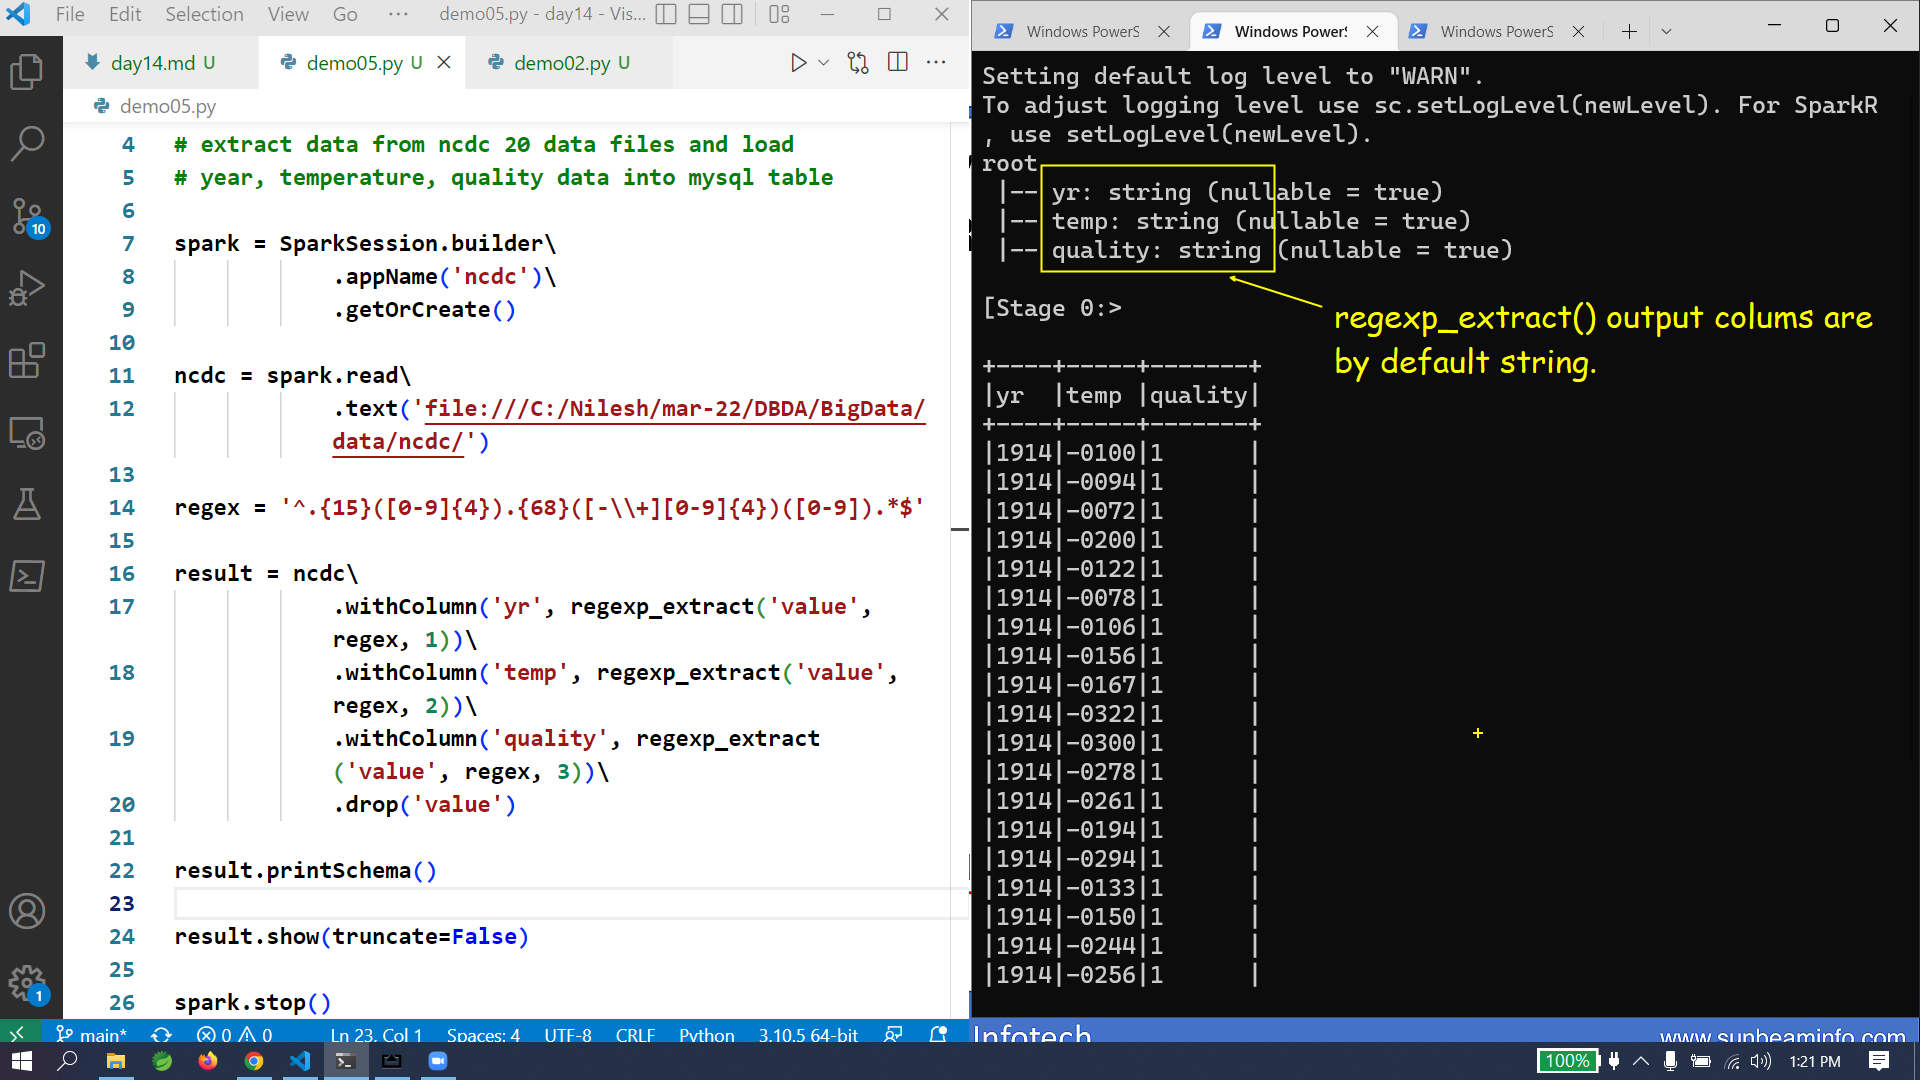 File Edit Selection View Go ··· demo05.py - day14 - Vis...
day14.md U demo05.py U demo02.py U
demo05.py
4 # extract data from ncdc 20 data files and load
5 # year, temperature, quality data into mysql table
6
7 spark = SparkSession.builder\
8 .appName('ncdc')\
9 .getOrCreate()
10
11 ncdc = spark.read\
12 .text('file:///C:/Nilesh/mar-22/DBDA/BigData/
data/ncdc/')
13
14 regex = '^.{15}([0-9]{4}).{68}([-\\+][0-9]{4})([0-9]).*$'
15
16 result = ncdc\
17 .withColumn('yr', regexp_extract('value',
regex, 1))\
18 .withColumn('temp', regexp_extract('value',
regex, 2))\
19 .withColumn('quality', regexp_extract
('value', regex, 3))\
20 .drop('value')
21
22 result.printSchema()
23
24 result.show(truncate=False)
25
26 spark.stop()
10
1
main* 0 0 Ln 23, Col 1 Spaces: 4 UTF-8 CRLF Python 3.10.5 64-bit
Windows PowerS Windows PowerS Windows PowerS
Setting default log level to "WARN".
To adjust logging level use sc.setLogLevel(newLevel). For SparkR
, use setLogLevel(newLevel).
root
|-- yr: string (nullable = true)
|-- temp: string (nullable = true)
|-- quality: string (nullable = true)
[Stage 0:>
regexp_extract() output colums are
by default string.
+----+-----+-------+
|yr  |temp |quality|
+----+-----+-------+
|1914|-0100|1      |
|1914|-0094|1      |
|1914|-0072|1      |
|1914|-0200|1      |
|1914|-0122|1      |
|1914|-0078|1      |
|1914|-0106|1      |
|1914|-0156|1      |
|1914|-0167|1      |
|1914|-0322|1      |
|1914|-0300|1      |
|1914|-0278|1      |
|1914|-0261|1      |
|1914|-0194|1      |
|1914|-0294|1      |
|1914|-0133|1      |
|1914|-0150|1      |
|1914|-0244|1      |
|1914|-0256|1      |
Infotech www.sunbeaminfo.com
100% 1:21 PM